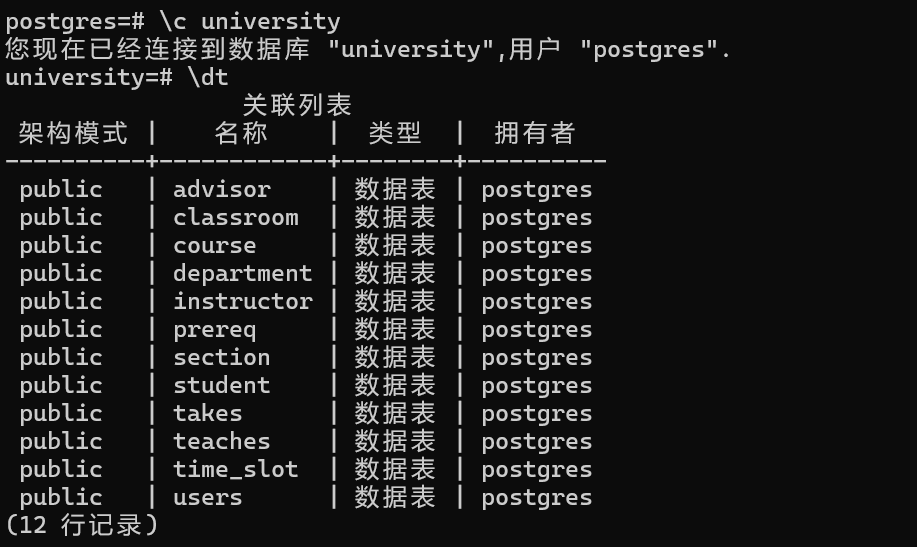 postgres=# \c university
您现在已经连接到数据库 "university",用户 "postgres".
university=# \dt
关联列表
架构模式 | 名称 | 类型 | 拥有者
----------+------------+--------+----------
public | advisor | 数据表 | postgres
public | classroom | 数据表 | postgres
public | course | 数据表 | postgres
public | department | 数据表 | postgres
public | instructor | 数据表 | postgres
public | prereq | 数据表 | postgres
public | section | 数据表 | postgres
public | student | 数据表 | postgres
public | takes | 数据表 | postgres
public | teaches | 数据表 | postgres
public | time_slot | 数据表 | postgres
public | users | 数据表 | postgres
(12 行记录)